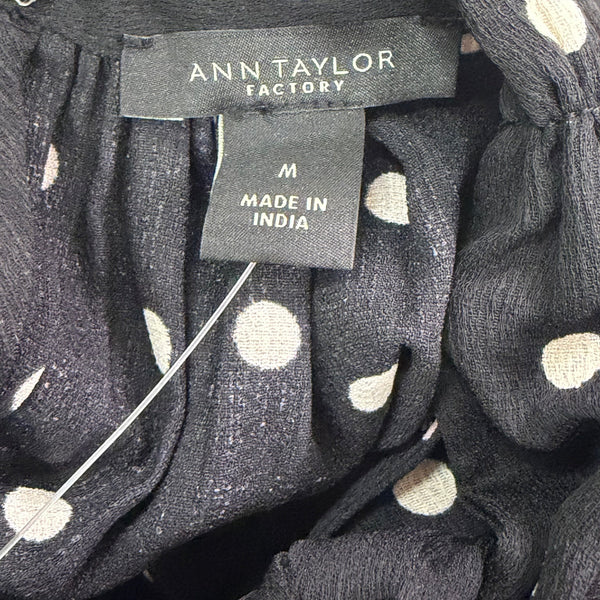 ANN TAYLOR
FACTORY
M
MADE IN
INDIA